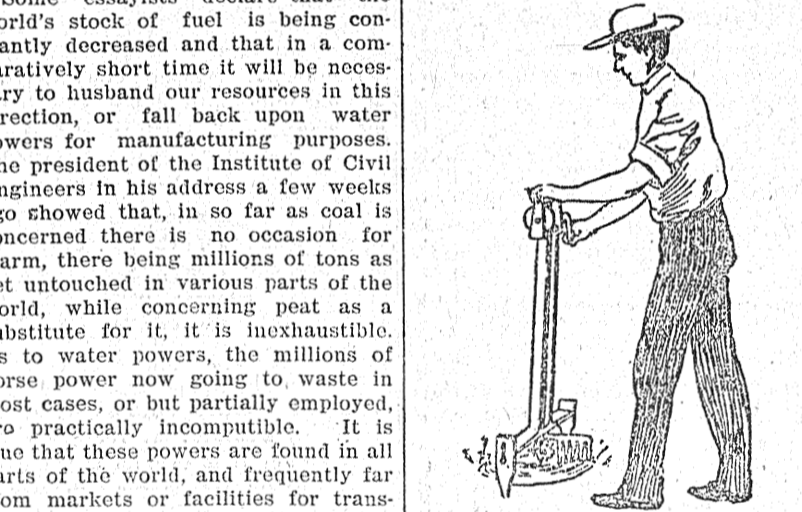 Some essayists declare that the
orld's stock of fuel is being con-
antly decreased and that in a com-
aratively short time it will be neces-
ry to husband our resources in this
rection, or fall back upon water
owers for manufacturing purposes.
he president of the Institute of Civil
ngineers in his address a few weeks
go showed that, in so far as coal is
oncerned there is no occasion for
arm, there being millions of tons as
et untouched in various parts of the
orld, while concerning peat as a
ubstitute for it, it is inexhaustible.
s to water powers, the millions of
orse power now going to waste in
ost cases, or but partially employed,
re practically incomputible. It is
ue that these powers are found in all
arts of the world, and frequently far
om markets or facilities for trans-